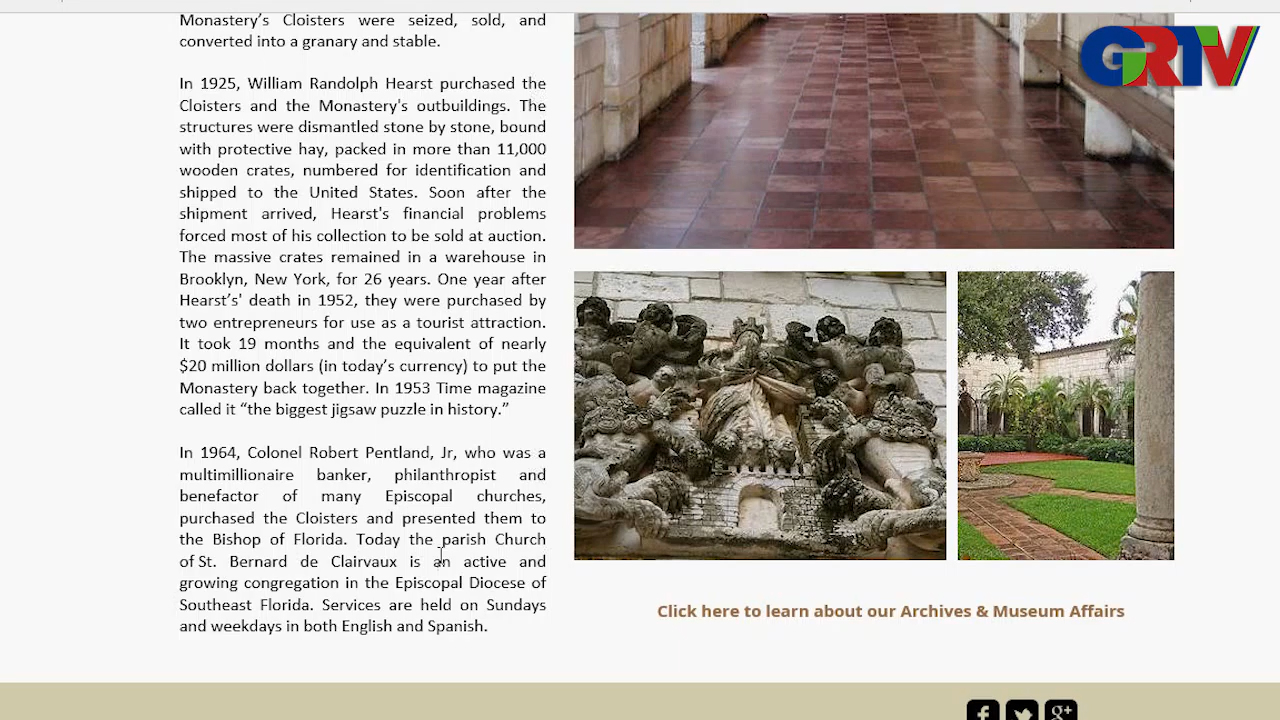 Monastery’s Cloisters were seized, sold, and
converted into a granary and stable.
In 1925, William Randolph Hearst purchased the
Cloisters and the Monastery's outbuildings. The
structures were dismantled stone by stone, bound
with protective hay, packed in more than 11,000
wooden crates, numbered for identification and
shipped to the United States. Soon after the
shipment arrived, Hearst's financial problems
forced most of his collection to be sold at auction.
The massive crates remained in a warehouse in
Brooklyn, New York, for 26 years. One year after
Hearst’s' death in 1952, they were purchased by
two entrepreneurs for use as a tourist attraction.
It took 19 months and the equivalent of nearly
$20 million dollars (in today’s currency) to put the
Monastery back together. In 1953 Time magazine
called it “the biggest jigsaw puzzle in history.”
In 1964, Colonel Robert Pentland, Jr, who was a
multimillionaire banker, philanthropist and
benefactor of many Episcopal churches,
purchased the Cloisters and presented them to
the Bishop of Florida. Today the parish Church
of St. Bernard de Clairvaux is an active and
growing congregation in the Episcopal Diocese of
Southeast Florida. Services are held on Sundays
and weekdays in both English and Spanish.
GRTV
Click here to learn about our Archives & Museum Affairs
f
g+